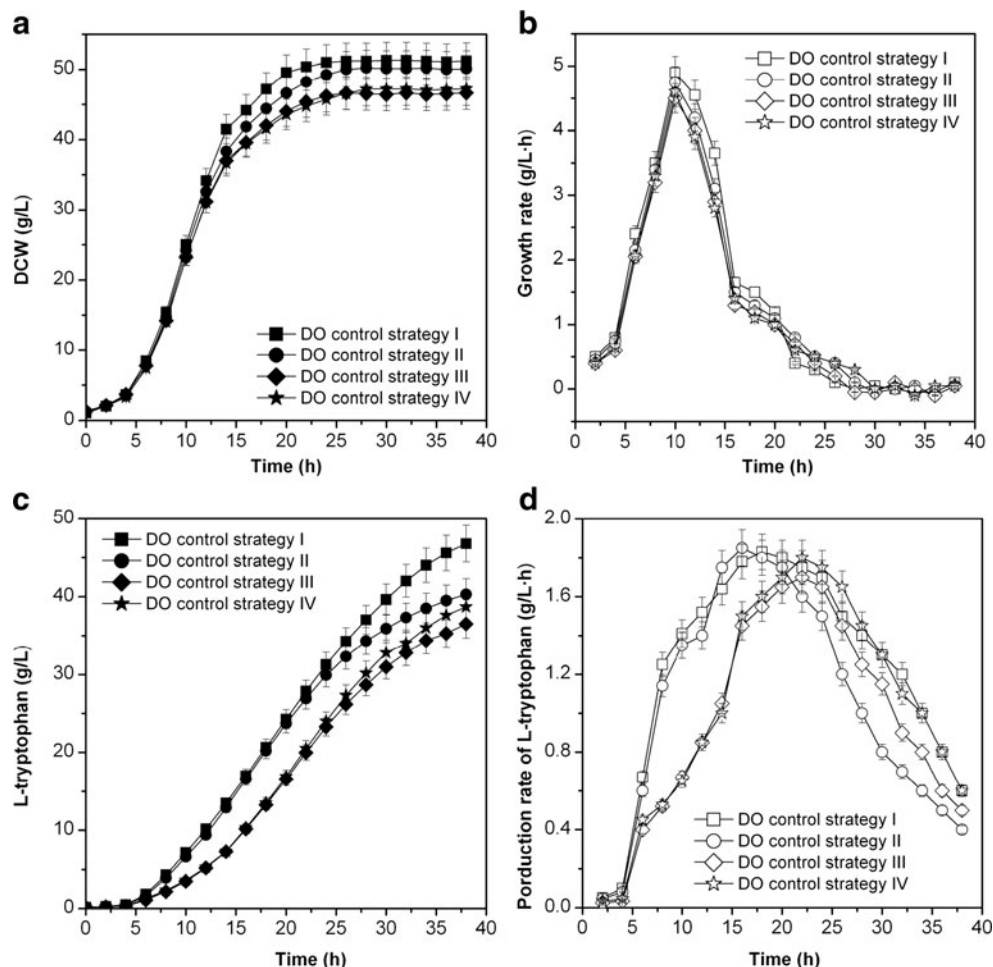 a
DCW (g/L)
50
40
30
20
10
0
0 5 10 15 20 25 30 35 40
Time (h)
DO control strategy I
DO control strategy II
DO control strategy III
DO control strategy IV
b
Growth rate (g/L·h)
5
4
3
2
1
0
0 5 10 15 20 25 30 35 40
Time (h)
DO control strategy I
DO control strategy II
DO control strategy III
DO control strategy IV
c
L-tryptophan (g/L)
50
40
30
20
10
0
0 5 10 15 20 25 30 35 40
Time (h)
DO control strategy I
DO control strategy II
DO control strategy III
DO control strategy IV
d
Porduction rate of L-tryptophan (g/L·h)
2.0
1.6
1.2
0.8
0.4
0.0
0 5 10 15 20 25 30 35 40
Time (h)
DO control strategy I
DO control strategy II
DO control strategy III
DO control strategy IV